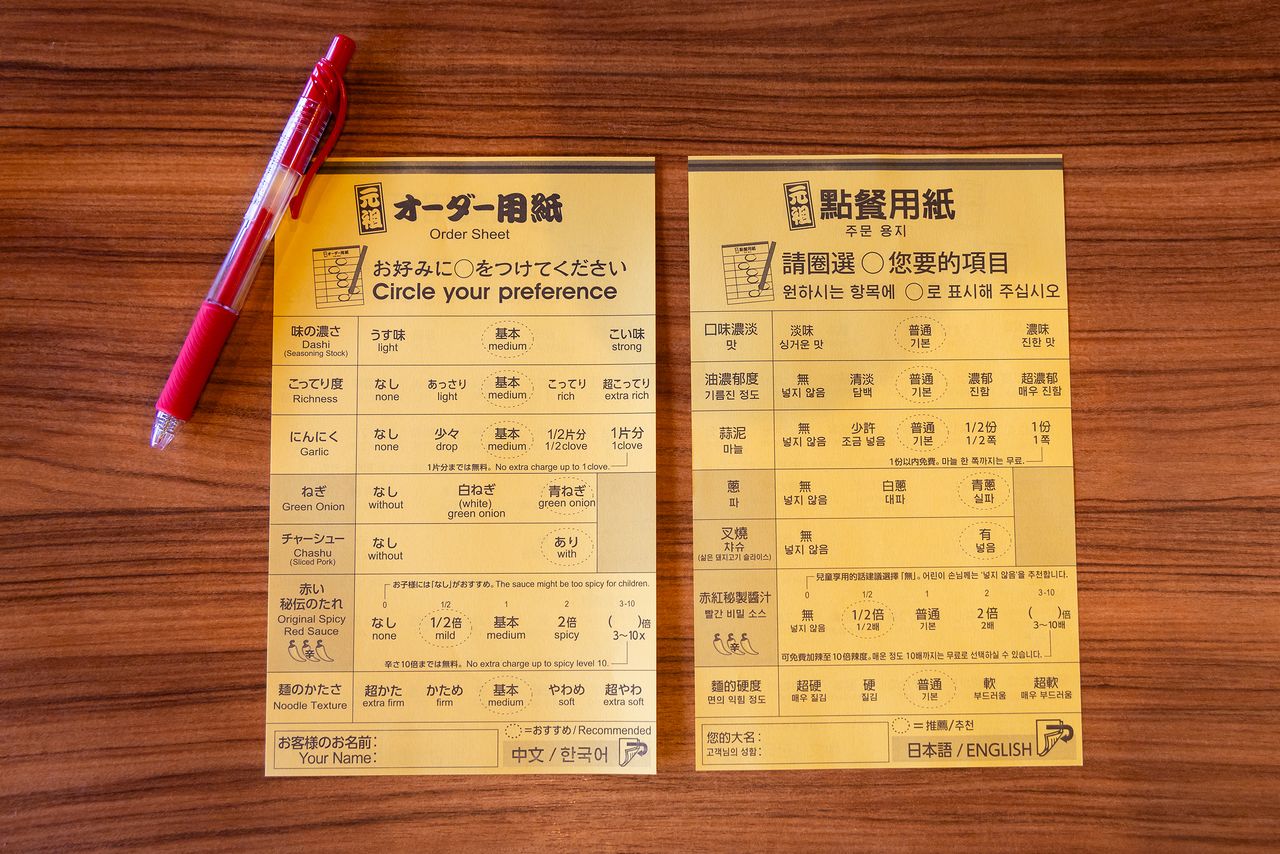 元祖 オーダー用紙
Order Sheet
オーダー用紙
お好みに○をつけてください
Circle your preference
味の濃さ
Dashi
(Seasoning Stock)
うす味 基本 こい味
light medium strong
こってり度
Richness
なし あっさり 基本 こってり 超こってり
none light medium rich extra rich
にんにく
Garlic
なし 少々 基本 1/2片分 1片分
none drop medium 1/2clove 1clove
1片分までは無料。No extra charge up to 1clove.
ねぎ
Green Onion
なし 白ねぎ 青ねぎ
without (white) green onion
green onion
チャーシュー
Chashu
(Sliced Pork)
なし あり
without with
赤い
秘伝のたれ
Original Spicy
Red Sauce
辛
お子様には「なし」がおすすめ。The sauce might be too spicy for children.
0 1/2 1 2 3-10
なし 1/2倍 基本 2倍 ( )倍
none mild medium spicy 3〜10x
辛さ10倍までは無料。No extra charge up to spicy level 10.
麺のかたさ
Noodle Texture
超かた かため 基本 やわめ 超やわ
extra firm firm medium soft extra soft
=おすすめ/Recommended
お客様のお名前:
Your Name:
中文 / 한국어
元祖 點餐用紙
주문 용지
點餐用紙
請圈選 ○ 您要的項目
원하시는 항목에 ○로 표시해 주십시오
口味濃淡
맛
淡味 普通 濃味
싱거운 맛 기본 진한 맛
油濃郁度
기름진 정도
無 清淡 普通 濃郁 超濃郁
넣지 않음 담백 기본 진함 매우 진함
蒜泥
마늘
無 少許 普通 1/2份 1份
넣지 않음 조금 넣음 기본 1/2쪽 1쪽
1份以内免費。마늘 한 쪽까지는 무료.
蔥
파
無 白蔥 青蔥
넣지 않음 대파 실파
叉燒
챠슈
(삶은 돼지고기 슬라이스)
無 有
넣지 않음 넣음
赤紅秘製醬汁
빨간 비밀 소스
辛
兒童享用的話建議選擇「無」。어린이 손님께는 '넣지 않음'을 추천합니다.
0 1/2 1 2 3-10
無 1/2倍 普通 2倍 ( )倍
넣지 않음 1/2배 기본 2배 3〜10배
可免費加辣至10倍辣度。매운 정도 10배까지는 무료로 선택하실 수 있습니다.
麵的硬度
면의 익힘 정도
超硬 硬 普通 軟 超軟
매우 질김 질김 기본 부드러움 매우 부드러움
=推薦/추천
您的大名:
고객님의 성함:
日本語 / ENGLISH